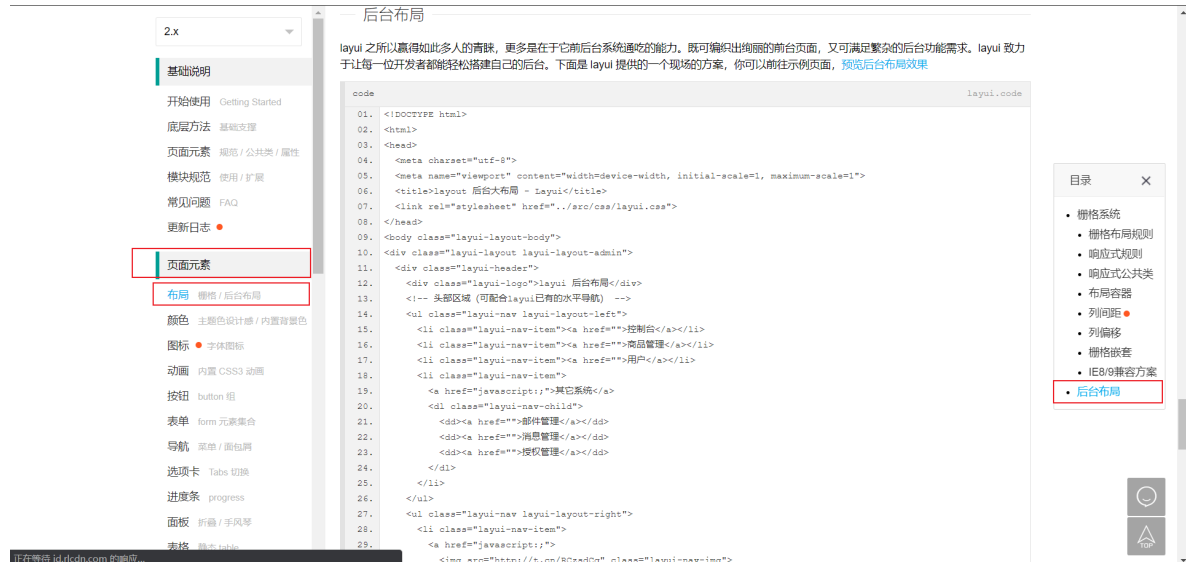 2.x
基础说明
开始使用 Getting Started
底层方法 基础支撑
页面元素 规范 / 公共类 / 属性
模块规范 使用 / 扩展
常见问题 FAQ
更新日志
页面元素
布局 栅格 / 后台布局
颜色 主题色设计感 / 内置背景色
图标 字体图标
动画 内置 CSS3 动画
按钮 button 组
表单 form 元素集合
导航 菜单 / 面包屑
选项卡 Tabs 切换
进度条 progress
面板 折叠 / 手风琴
表格 静态 table
正在等待 id.rlcdn.com 的响应...
后台布局
layui 之所以赢得如此多人的青睐，更多是在于它前后台系统通吃的能力。既可编织出绚丽的前台页面，又可满足繁杂的后台功能需求。layui 致力
于让每一位开发者都能轻松搭建自己的后台。下面是 layui 提供的一个现场的方案，你可以前往示例页面，预览后台布局效果
code layui.code
01. <!DOCTYPE html>
02. <html>
03. <head>
04. <meta charset="utf-8">
05. <meta name="viewport" content="width=device-width, initial-scale=1, maximum-scale=1">
06. <title>layout 后台大布局 - Layui</title>
07. <link rel="stylesheet" href="../src/css/layui.css">
08. </head>
09. <body class="layui-layout-body">
10. <div class="layui-layout layui-layout-admin">
11. <div class="layui-header">
12. <div class="layui-logo">layui 后台布局</div>
13. <!-- 头部区域（可配合layui已有的水平导航） -->
14. <ul class="layui-nav layui-layout-left">
15. <li class="layui-nav-item"><a href="">控制台</a></li>
16. <li class="layui-nav-item"><a href="">商品管理</a></li>
17. <li class="layui-nav-item"><a href="">用户</a></li>
18. <li class="layui-nav-item">
19. <a href="javascript:;">其它系统</a>
20. <dl class="layui-nav-child">
21. <dd><a href="">邮件管理</a></dd>
22. <dd><a href="">消息管理</a></dd>
23. <dd><a href="">授权管理</a></dd>
24. </dl>
25. </li>
26. </ul>
27. <ul class="layui-nav layui-layout-right">
28. <li class="layui-nav-item">
29. <a href="javascript:;">
<img src="http://t.cn/RCzsdCq" class="layui-nav-img">
目录
栅格系统
栅格布局规则
响应式规则
响应式公共类
布局容器
列间距
列偏移
栅格嵌套
IE8/9兼容方案
后台布局
TOP